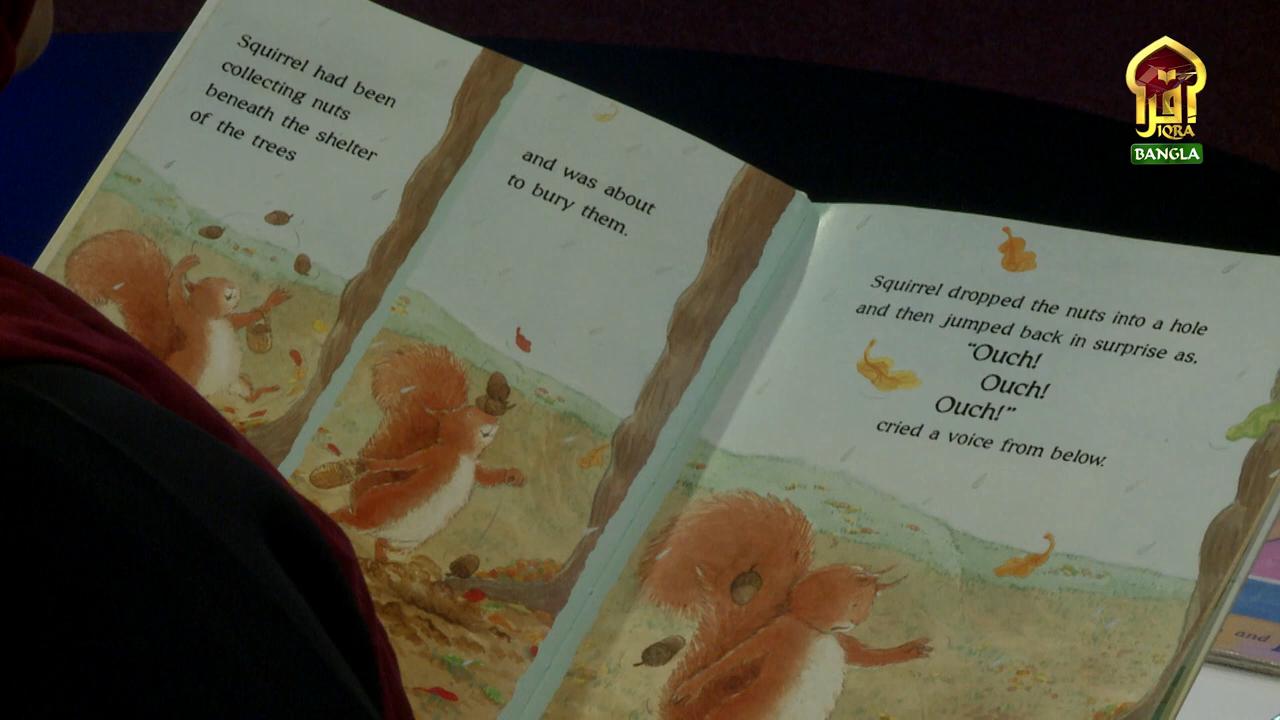 Squirrel had been
collecting nuts
beneath the shelter
of the trees
and was about
to bury them.
Squirrel dropped the nuts into a hole
and then jumped back in surprise as.
“Ouch!
Ouch!
Ouch!”
cried a voice from below.
and
اقرأ
IQRA
BANGLA